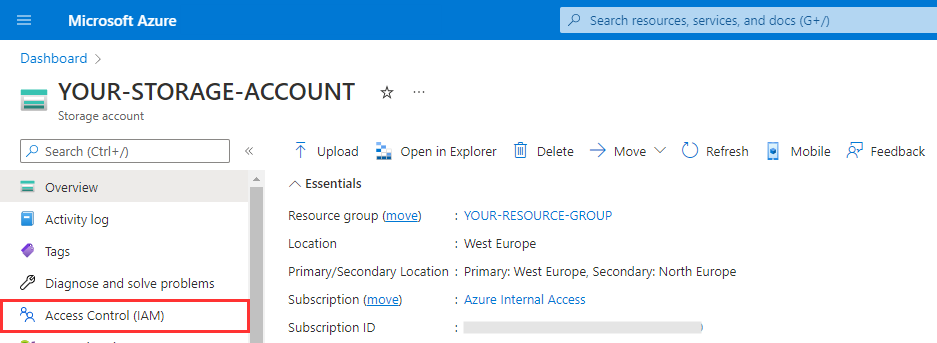 Microsoft Azure
Search resources, services, and docs (G+/)
Dashboard >
YOUR-STORAGE-ACCOUNT ☆ ...
Storage account
Search (Ctrl+/) «
Upload Open in Explorer Delete Move Refresh Mobile Feedback
Overview
Activity log
Tags
Diagnose and solve problems
Access Control (IAM)
Essentials
Resource group (move) : YOUR-RESOURCE-GROUP
Location : West Europe
Primary/Secondary Location : Primary: West Europe, Secondary: North Europe
Subscription (move) : Azure Internal Access
Subscription ID :